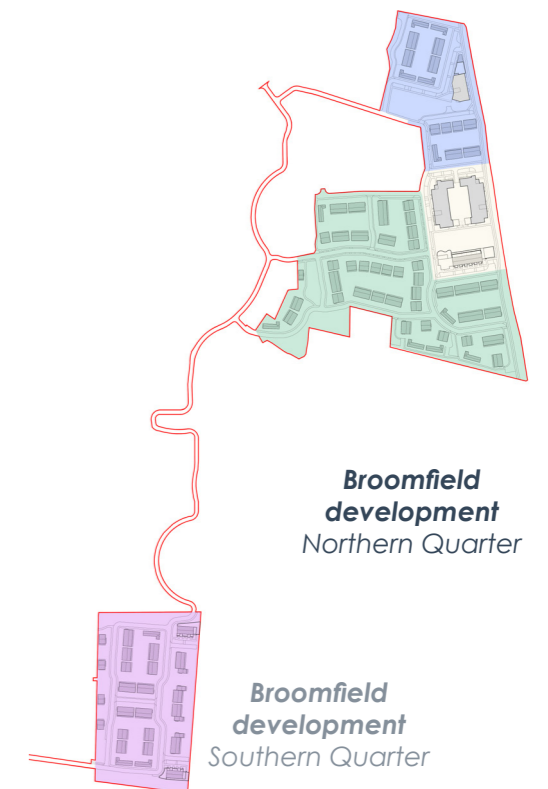 Broomfield
development
Northern Quarter
Broomfield
development
Southern Quarter